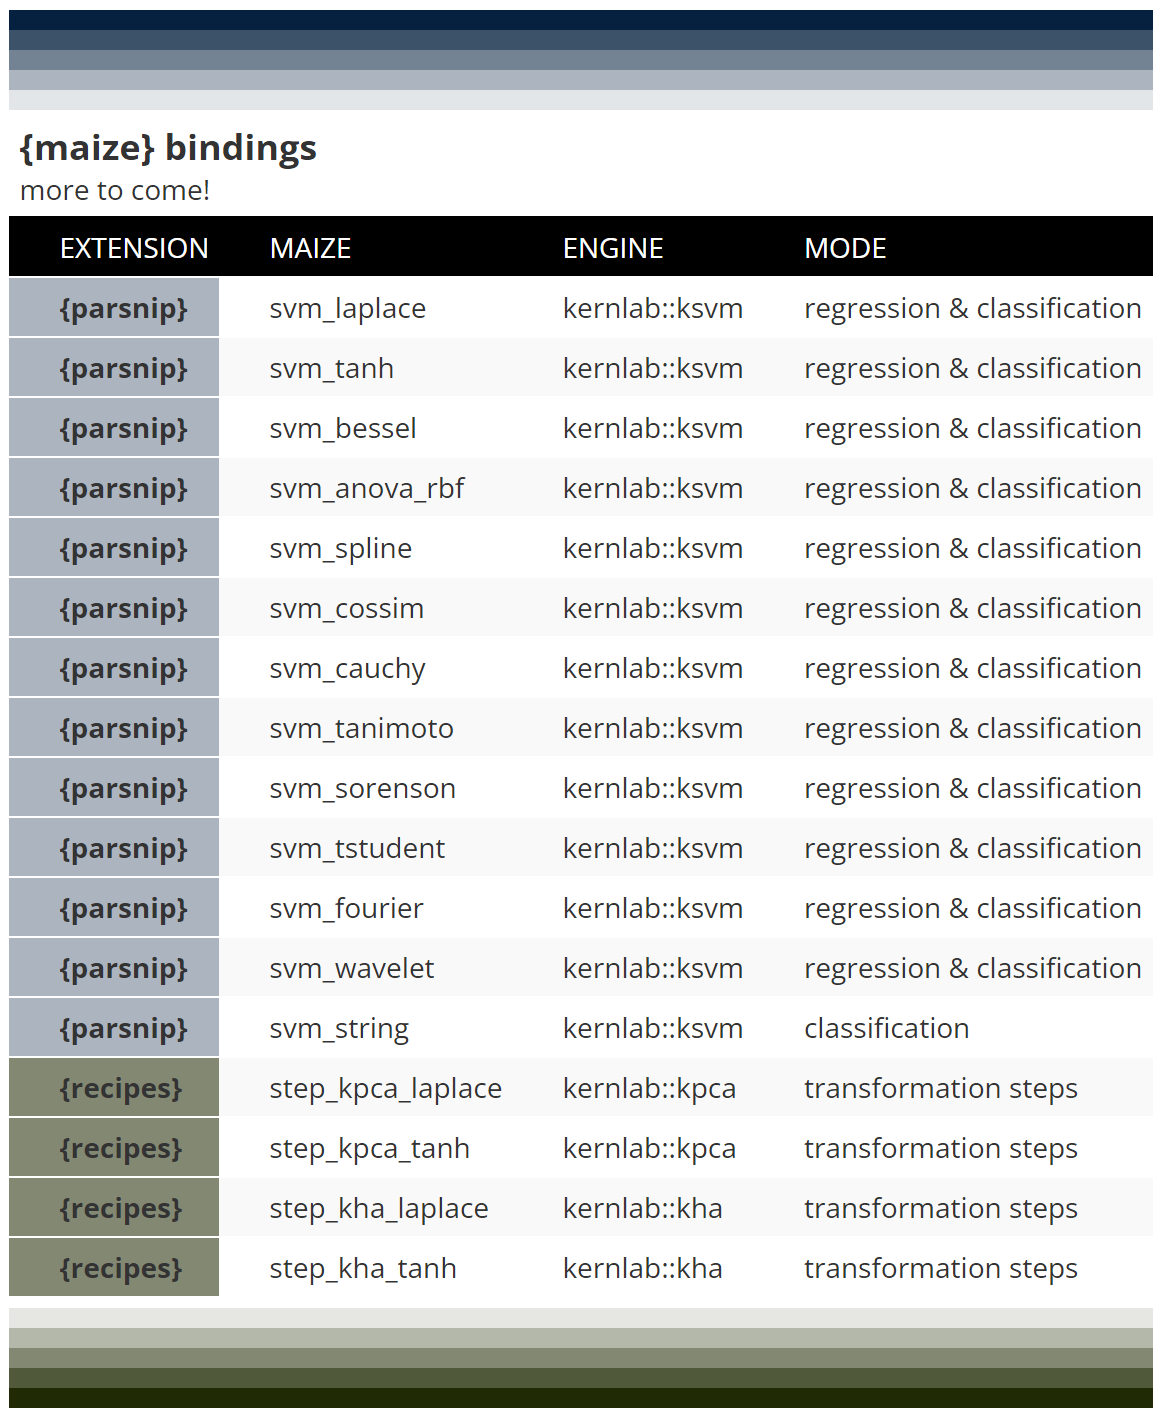 {maize} bindings
more to come!
EXTENSION MAIZE ENGINE MODE
{parsnip} svm_laplace kernlab::ksvm regression & classification
{parsnip} svm_tanh kernlab::ksvm regression & classification
{parsnip} svm_bessel kernlab::ksvm regression & classification
{parsnip} svm_anova_rbf kernlab::ksvm regression & classification
{parsnip} svm_spline kernlab::ksvm regression & classification
{parsnip} svm_cossim kernlab::ksvm regression & classification
{parsnip} svm_cauchy kernlab::ksvm regression & classification
{parsnip} svm_tanimoto kernlab::ksvm regression & classification
{parsnip} svm_sorenson kernlab::ksvm regression & classification
{parsnip} svm_tstudent kernlab::ksvm regression & classification
{parsnip} svm_fourier kernlab::ksvm regression & classification
{parsnip} svm_wavelet kernlab::ksvm regression & classification
{parsnip} svm_string kernlab::ksvm classification
{recipes} step_kpca_laplace kernlab::kpca transformation steps
{recipes} step_kpca_tanh kernlab::kpca transformation steps
{recipes} step_kha_laplace kernlab::kha transformation steps
{recipes} step_kha_tanh kernlab::kha transformation steps